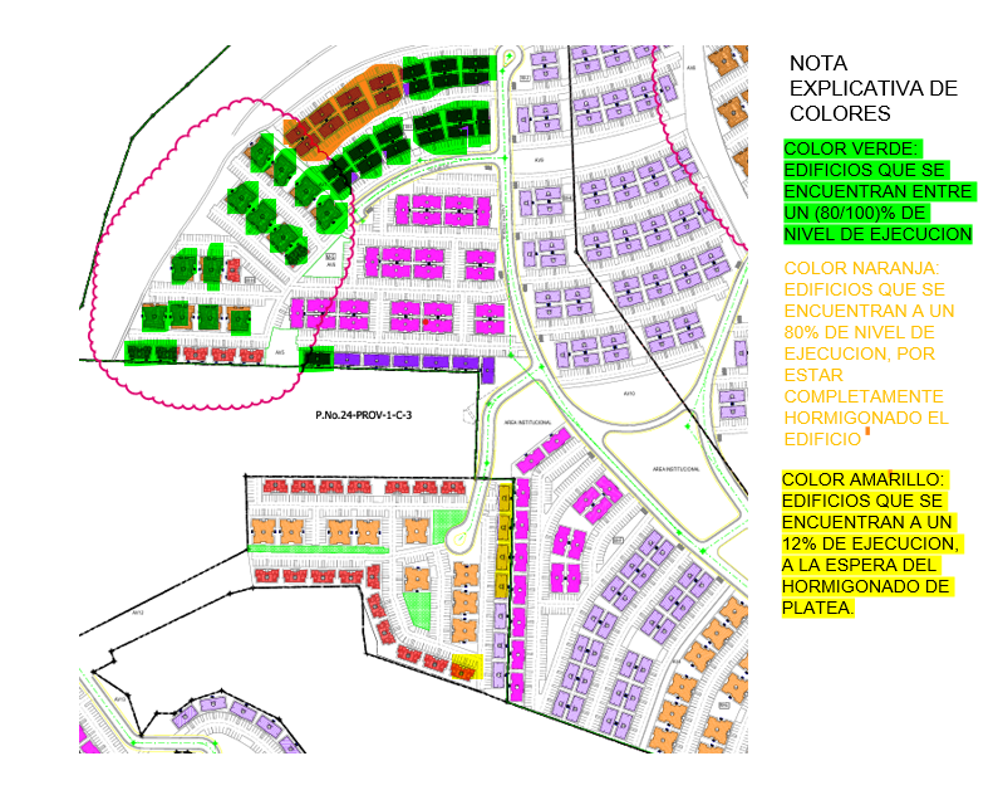 NOTA
EXPLICATIVA DE
COLORES
COLOR VERDE:
EDIFICIOS QUE SE
ENCUENTRAN ENTRE
UN (80/100)% DE
NIVEL DE EJECUCION
COLOR NARANJA:
EDIFICIOS QUE SE
ENCUENTRAN A UN
80% DE NIVEL DE
EJECUCION, POR
ESTAR
COMPLETAMENTE
HORMIGONADO EL
EDIFICIO
COLOR AMARILLO:
EDIFICIOS QUE SE
ENCUENTRAN A UN
12% DE EJECUCION,
A LA ESPERA DEL
HORMIGONADO DE
PLATEA.
P.No.24-PROV-1-C-3
AREA INSTITUCIONAL
AREA INSTITUCIONAL